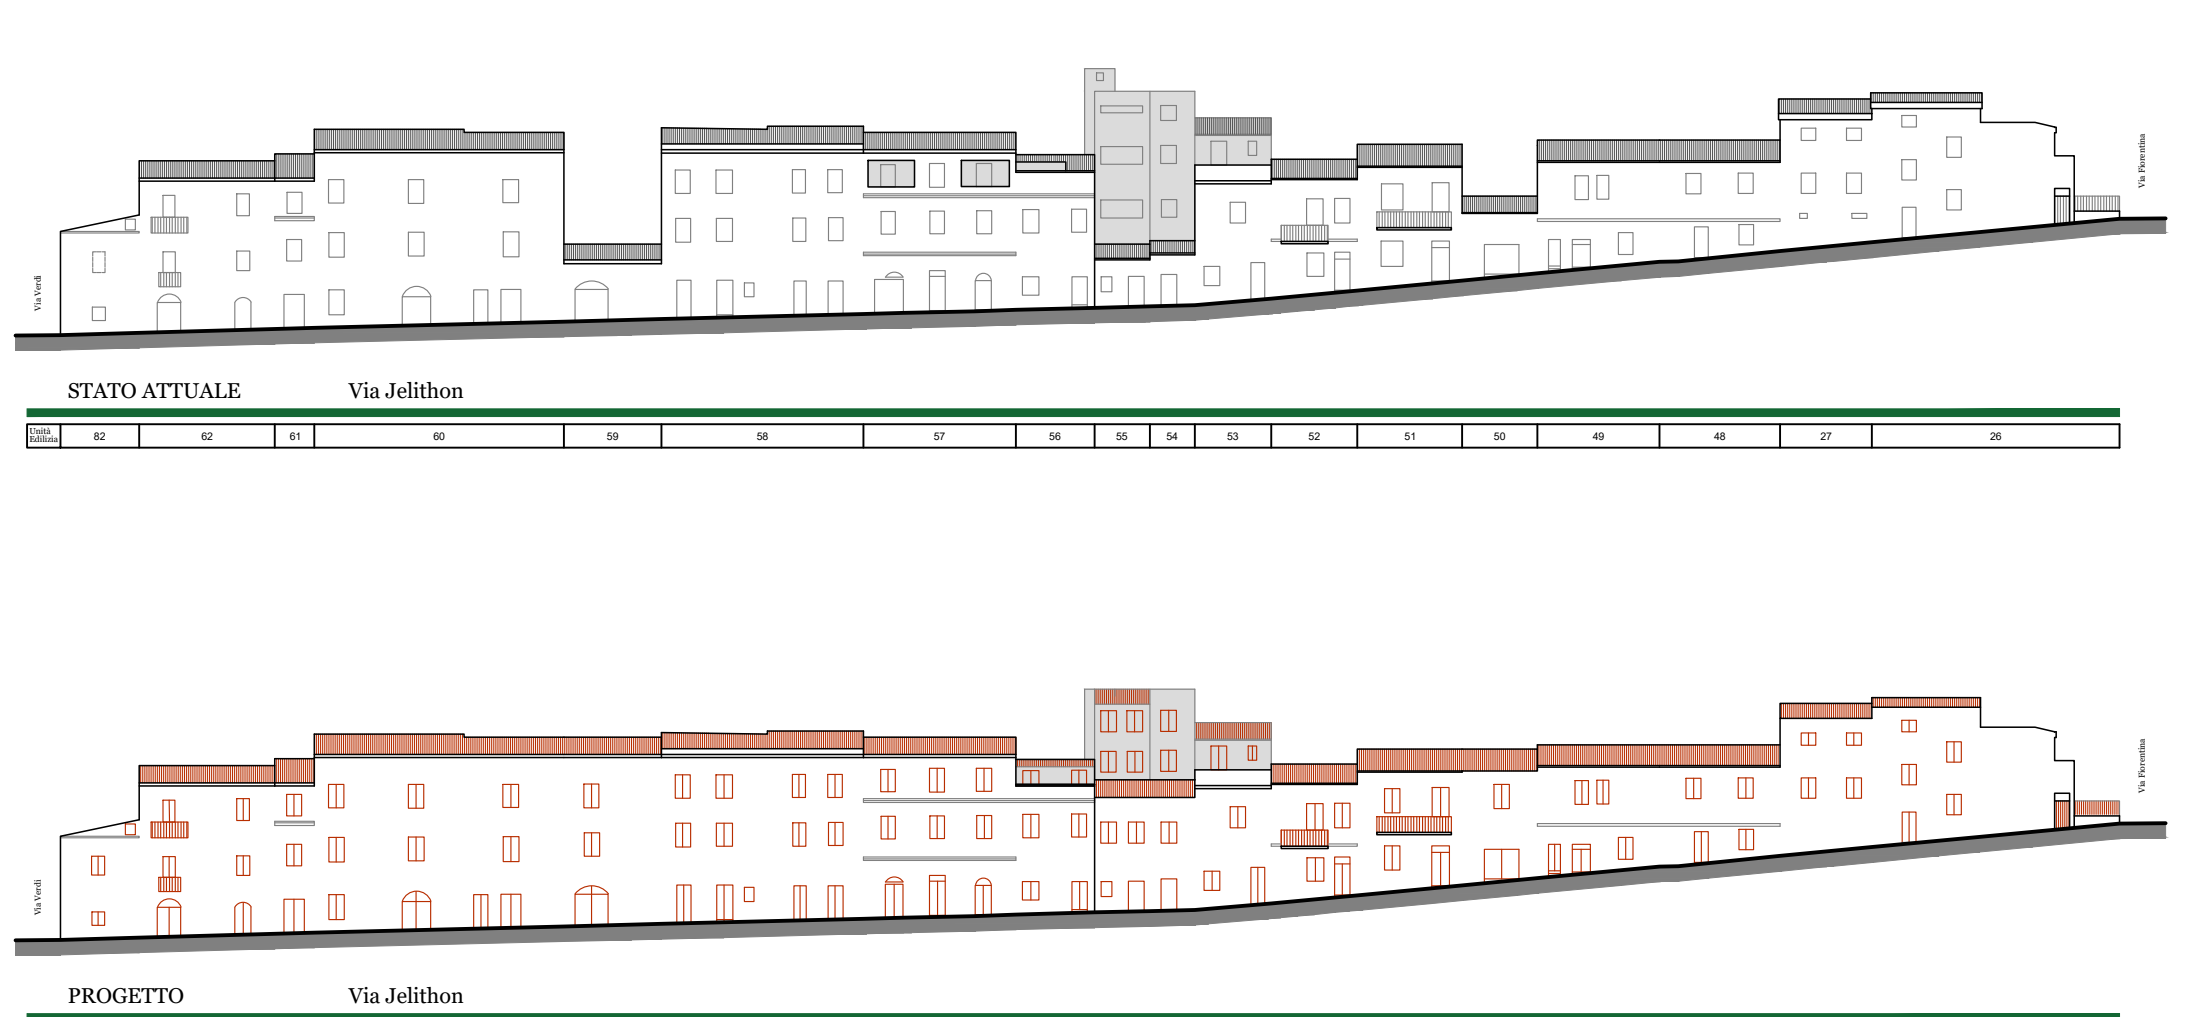 Via Verdi
Via Fiorentina
STATO ATTUALE Via Jelithon
Unità
Edilizia 82 62 61 60 59 58 57 56 55 54 53 52 51 50 49 48 27 26
Via Verdi
Via Fiorentina
PROGETTO Via Jelithon